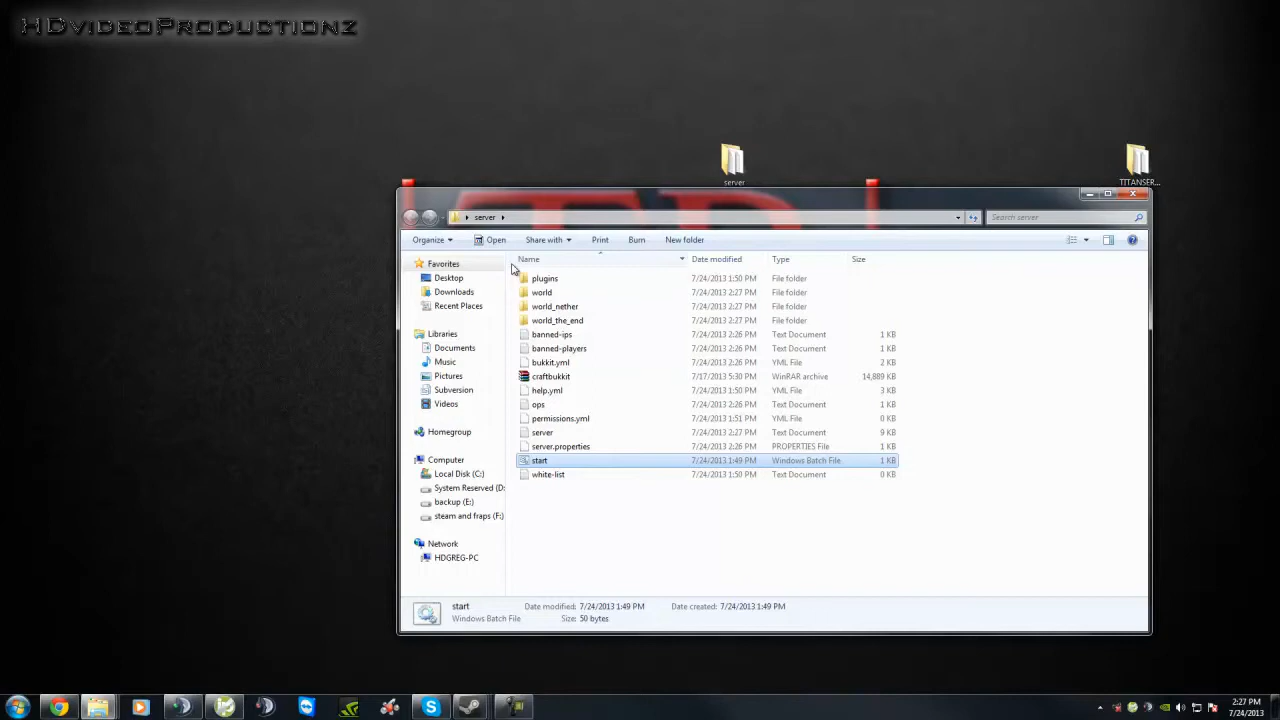 HDvideoProductionz
server
TITANSER...
server
Search server
Organize Open Share with Print Burn New folder
Name Date modified Type Size
Favorites
Desktop
Downloads
Recent Places
Libraries
Documents
Music
Pictures
Subversion
Videos
Homegroup
Computer
Local Disk (C:)
System Reserved (D:
backup (E:)
steam and fraps (F:)
Network
HDGREG-PC
plugins 7/24/2013 1:50 PM File folder
world 7/24/2013 2:27 PM File folder
world_nether 7/24/2013 2:27 PM File folder
world_the_end 7/24/2013 2:27 PM File folder
banned-ips 7/24/2013 2:26 PM Text Document 1 KB
banned-players 7/24/2013 2:26 PM Text Document 1 KB
bukkit.yml 7/24/2013 2:26 PM YML File 2 KB
craftbukkit 7/17/2013 5:30 PM WinRAR archive 14,889 KB
help.yml 7/24/2013 1:50 PM YML File 3 KB
ops 7/24/2013 2:26 PM Text Document 1 KB
permissions.yml 7/24/2013 1:51 PM YML File 0 KB
server 7/24/2013 2:27 PM Text Document 9 KB
server.properties 7/24/2013 2:26 PM PROPERTIES File 1 KB
start 7/24/2013 1:49 PM Windows Batch File 1 KB
white-list 7/24/2013 1:50 PM Text Document 0 KB
start Date modified: 7/24/2013 1:49 PM Date created: 7/24/2013 1:49 PM
Windows Batch File Size: 50 bytes
2:27 PM
7/24/2013